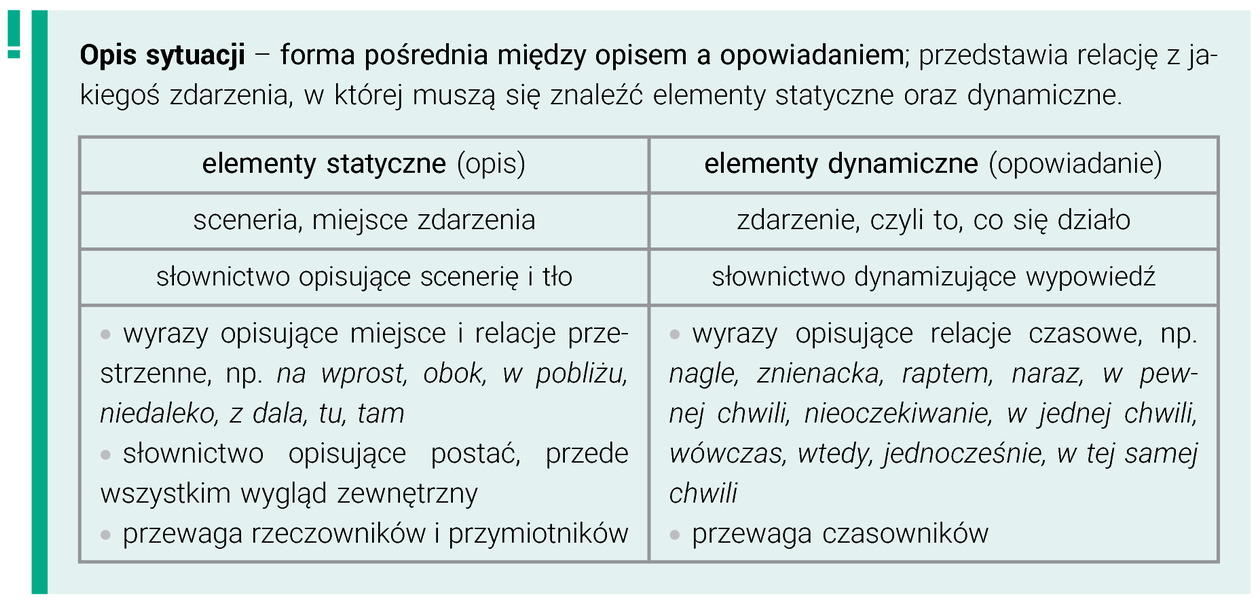 !
Opis sytuacji – forma pośrednia między opisem a opowiadaniem; przedstawia relację z ja-
kiegoś zdarzenia, w której muszą się znaleźć elementy statyczne oraz dynamiczne.
elementy statyczne (opis)
elementy dynamiczne (opowiadanie)
sceneria, miejsce zdarzenia
zdarzenie, czyli to, co się działo
słownictwo opisujące scenerię i tło
słownictwo dynamizujące wypowiedź
• wyrazy opisujące miejsce i relacje prze-
strzenne, np. na wprost, obok, w pobliżu,
niedaleko, z dala, tu, tam
• słownictwo opisujące postać, przede
wszystkim wygląd zewnętrzny
• przewaga rzeczowników i przymiotników
• wyrazy opisujące relacje czasowe, np.
nagle, znienacka, raptem, naraz, w pew-
nej chwili, nieoczekiwanie, w jednej chwili,
wówczas, wtedy, jednocześnie, w tej samej
chwili
• przewaga czasowników